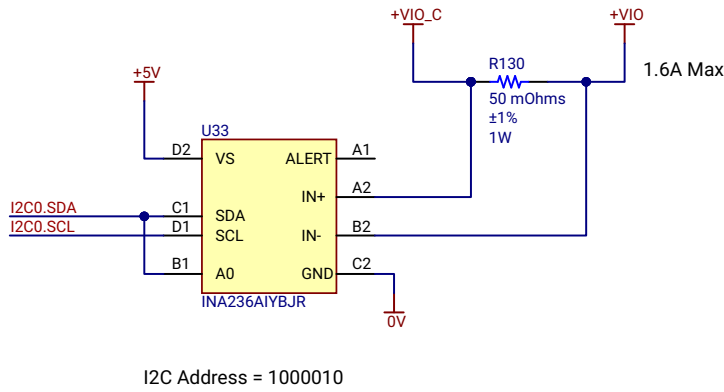 +VIO_C
+VIO
R130
1.6A Max
50 mOhms
±1%
1W
+5V
U33
D2
VS
ALERT
A1
IN+
A2
I2C0.SDA
C1
SDA
I2C0.SCL
D1
SCL
IN-
B2
B1
A0
GND
C2
INA236AIYBJR
0V
I2C Address = 1000010